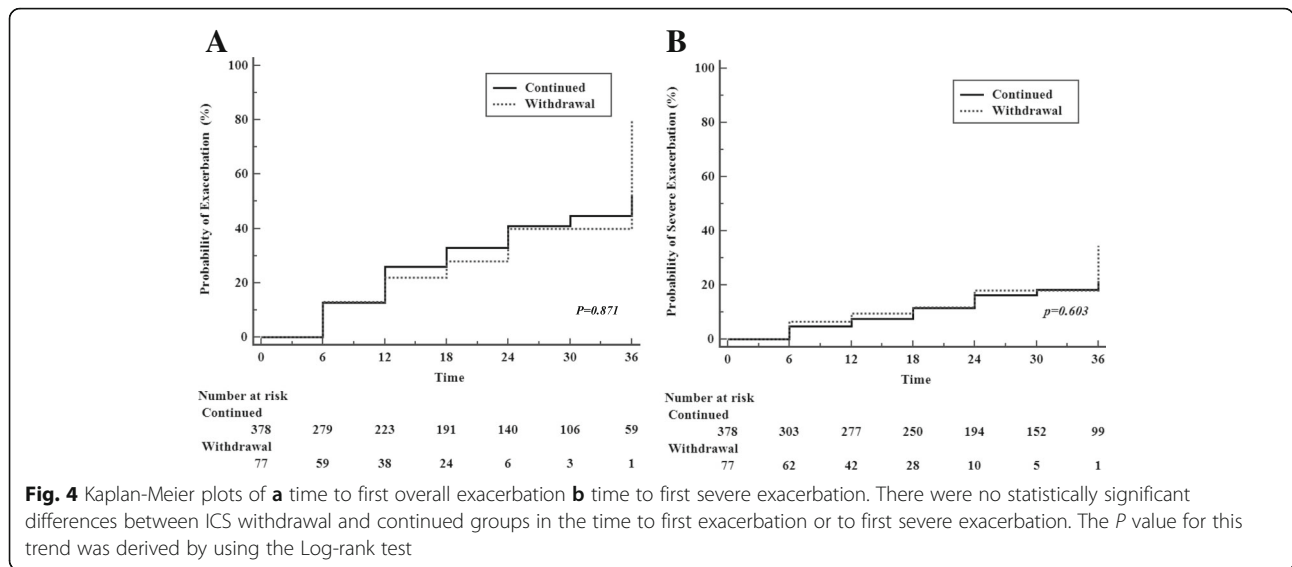 A
100
80
60
40
20
0
Probability of Exacerbation (%)
Continued
Withdrawal
P=0.871
0 6 12 18 24 30 36
Time
Number at risk
Continued
378 279 223 191 140 106 59
Withdrawal
77 59 38 24 6 3 1
B
100
80
60
40
20
0
Probability of Severe Exacerbation (%)
Continued
Withdrawal
p=0.603
0 6 12 18 24 30 36
Time
Number at risk
Continued
378 303 277 250 194 152 99
Withdrawal
77 62 42 28 10 5 1
Fig. 4 Kaplan-Meier plots of a time to first overall exacerbation b time to first severe exacerbation. There were no statistically significant
differences between ICS withdrawal and continued groups in the time to first exacerbation or to first severe exacerbation. The P value for this
trend was derived by using the Log-rank test